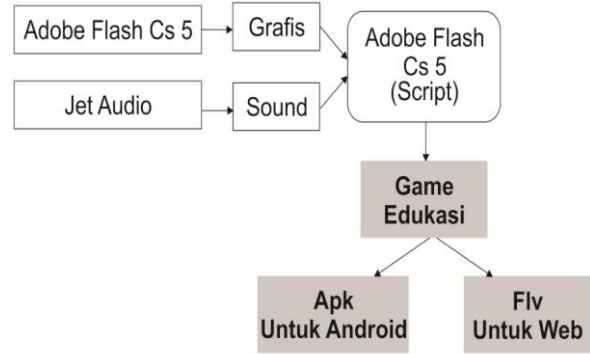 Adobe Flash Cs 5
Grafis
Adobe Flash
Cs 5
(Script)
Jet Audio
Sound
Game
Edukasi
Apk
Untuk Android
Flv
Untuk Web